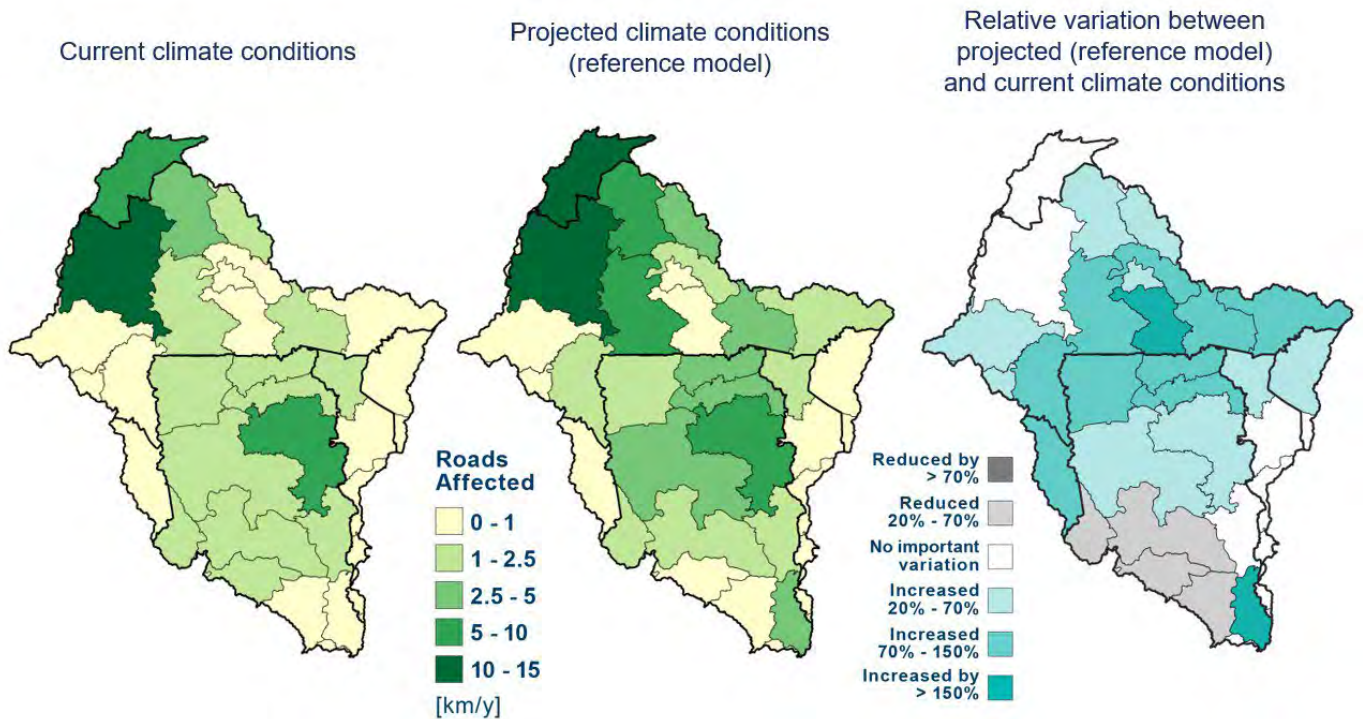 Current climate conditions
Projected climate conditions
(reference model)
Relative variation between
projected (reference model)
and current climate conditions
Roads
Affected
0 - 1
1 - 2.5
2.5 - 5
5 - 10
10 - 15
[km/y]
Reduced by
> 70%
Reduced
20% - 70%
No important
variation
Increased
20% - 70%
Increased
70% - 150%
Increased by
> 150%